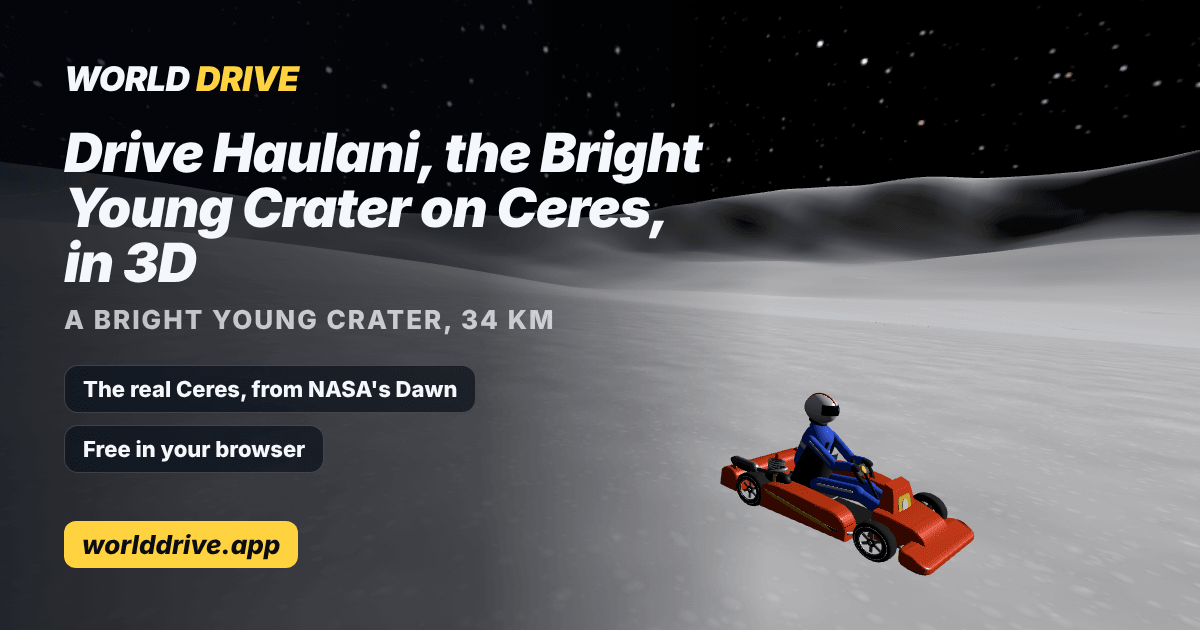 WORLD DRIVE
Drive Haulani, the Bright
Young Crater on Ceres,
in 3D
A BRIGHT YOUNG CRATER, 34 KM
The real Ceres, from NASA's Dawn
Free in your browser
worlddrive.app